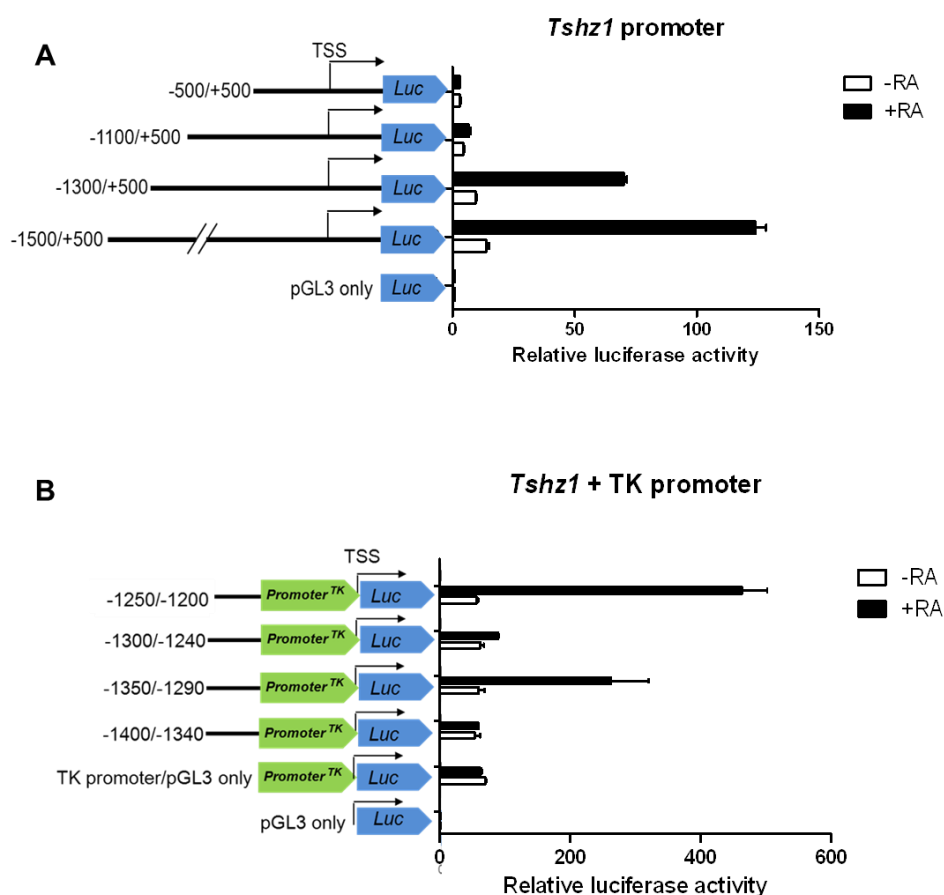 Tshz1 promoter
A
TSS
-RA
+RA
-500/+500
Luc
-1100/+500
Luc
-1300/+500
Luc
-1500/+500
Luc
pGL3 only
Luc
0
50
100
150
Relative luciferase activity
Tshz1 + TK promoter
B
TSS
-RA
+RA
-1250/-1200
Promoter TK
Luc
-1300/-1240
Promoter TK
Luc
-1350/-1290
Promoter TK
Luc
-1400/-1340
Promoter TK
Luc
TK promoter/pGL3 only
Promoter TK
Luc
pGL3 only
Luc
0
200
400
600
Relative luciferase activity